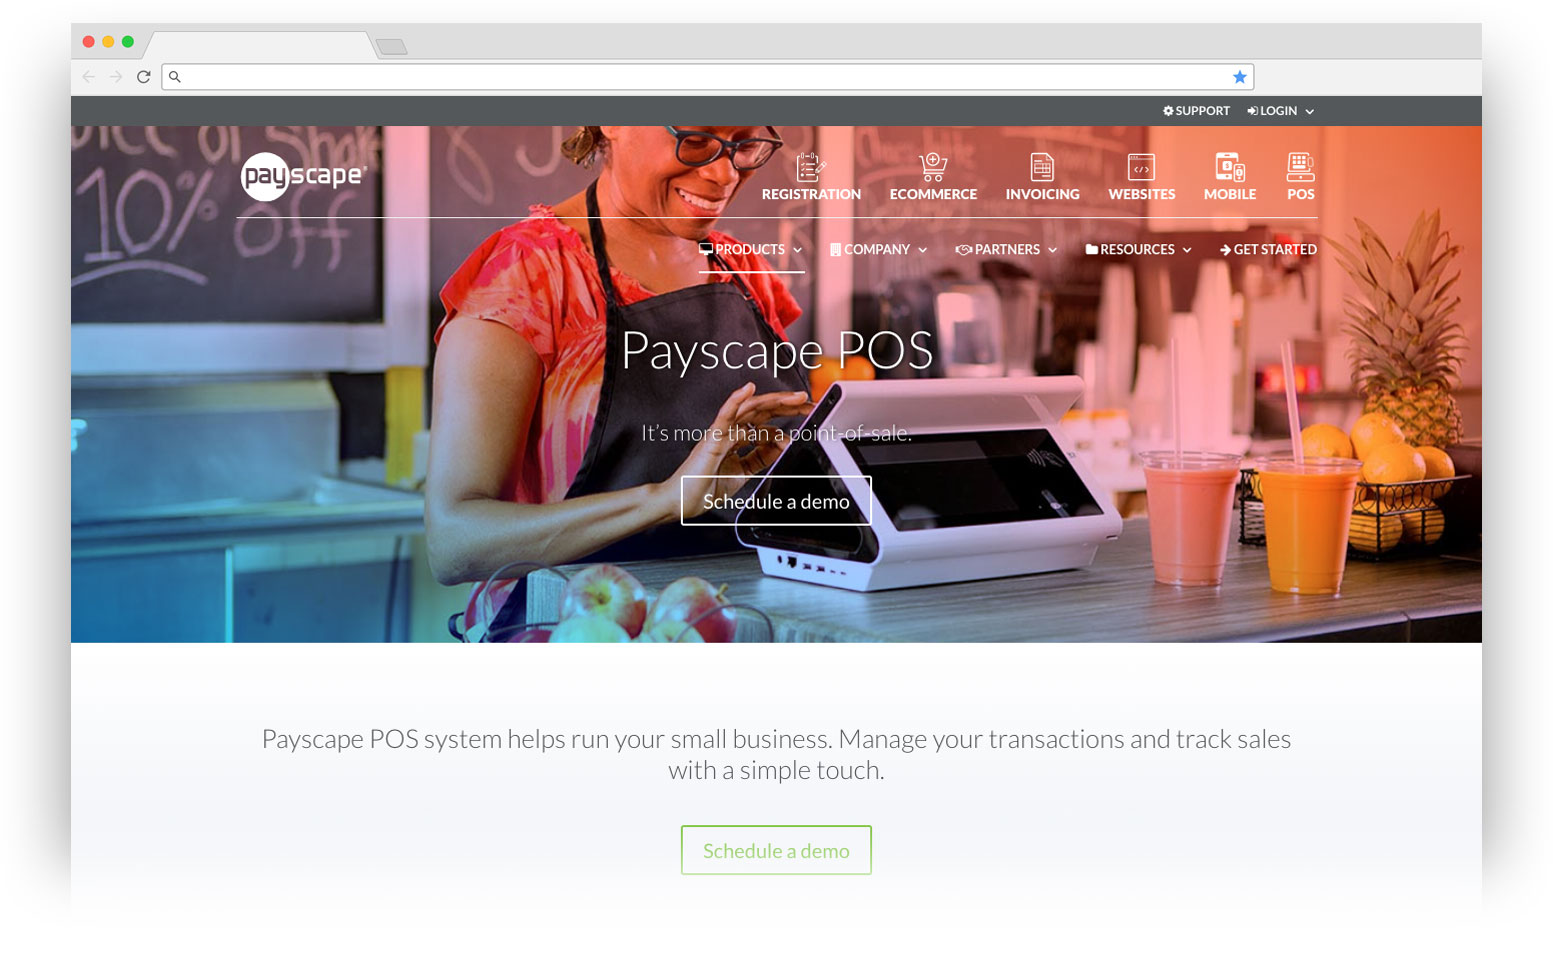 SUPPORT LOGIN
payscape®
REGISTRATION ECOMMERCE INVOICING WEBSITES MOBILE POS
PRODUCTS COMPANY PARTNERS RESOURCES GET STARTED
10%
off
Payscape POS
It's more than a point-of-sale.
Schedule a demo
Payscape POS system helps run your small business. Manage your transactions and track sales
with a simple touch.
Schedule a demo